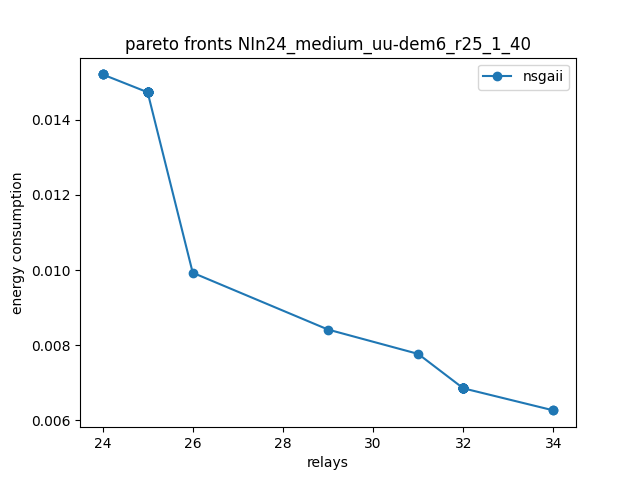 pareto fronts NIn24_medium_uu-dem6_r25_1_40
nsgaii
0.014
0.012
0.010
0.008
0.006
energy consumption
24 26 28 30 32 34
relays